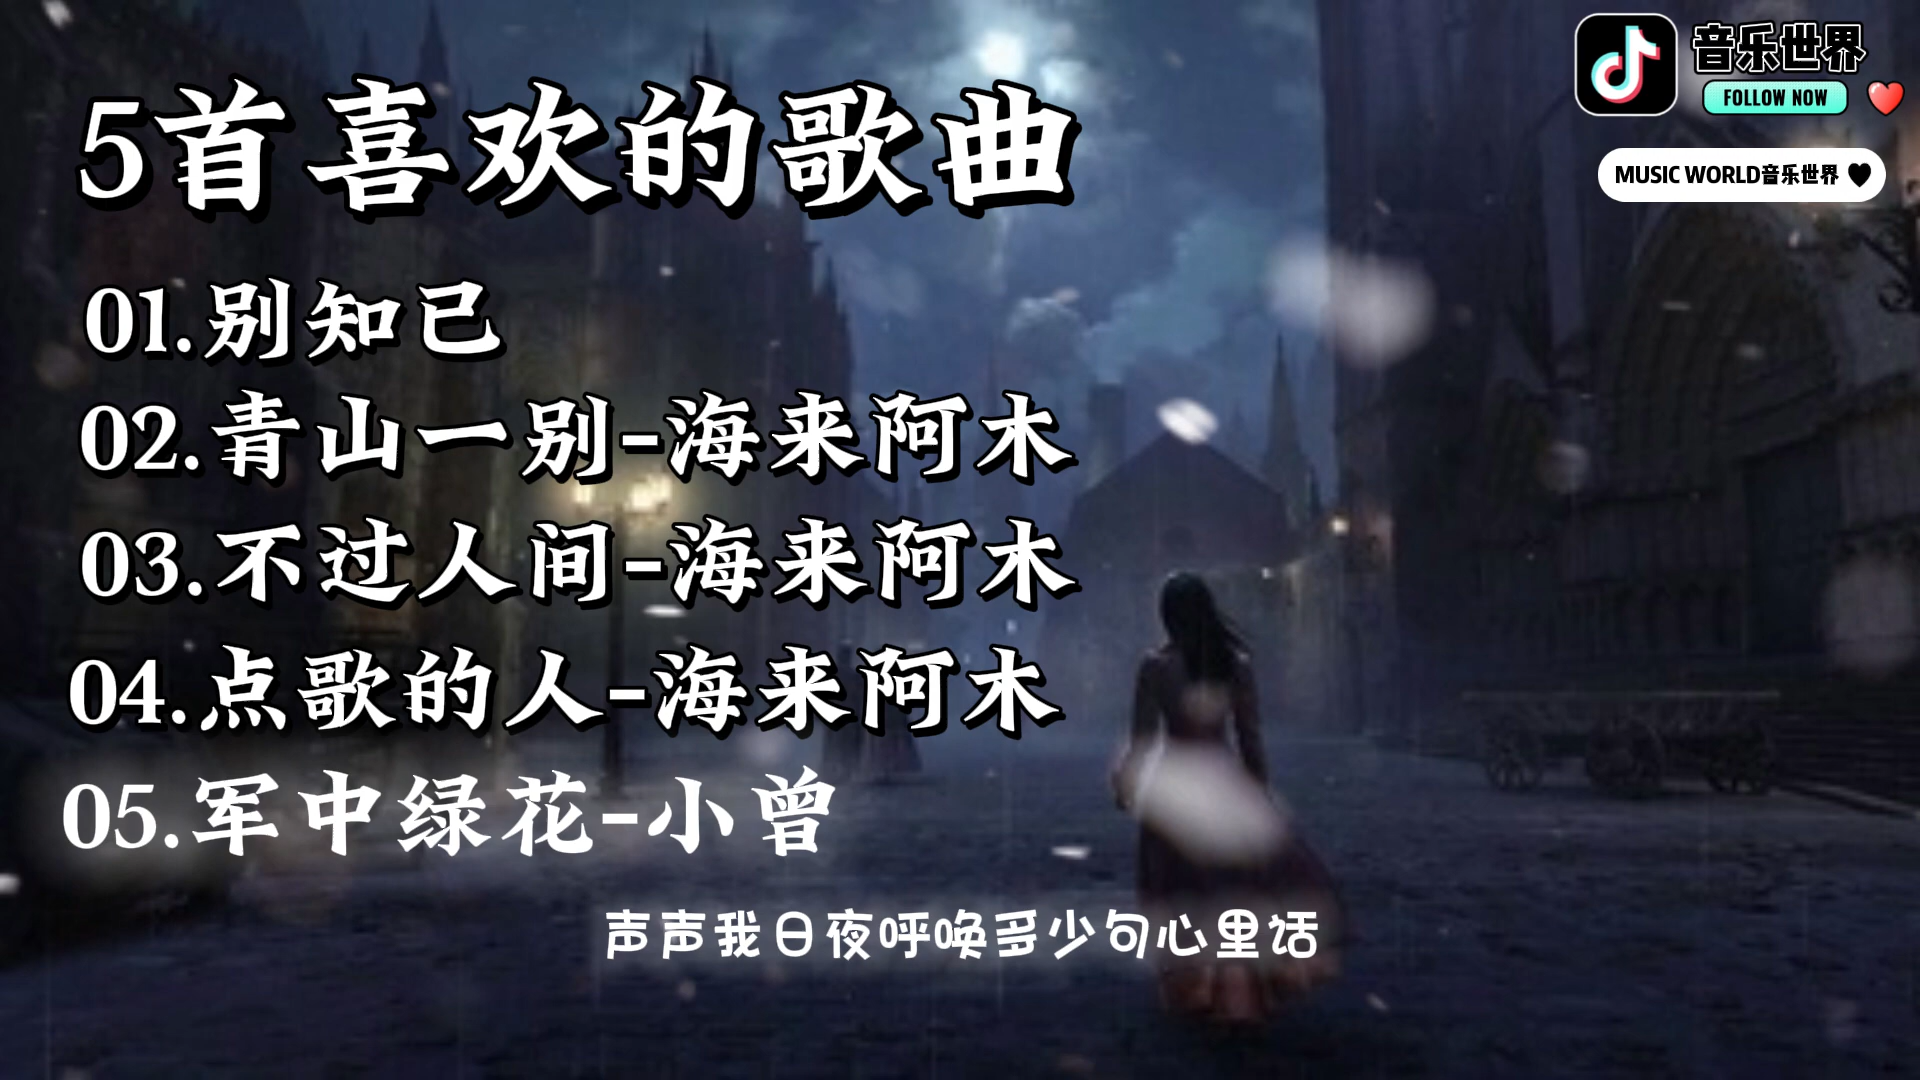 5首喜欢的歌曲
音乐世界
FOLLOW NOW
MUSIC WORLD音乐世界
01.别知己
02.青山一别-海来阿木
03.不过人间-海来阿木
04.点歌的人-海来阿木
05.军中绿花-小曾
声声我日夜呼唤多少句心里话